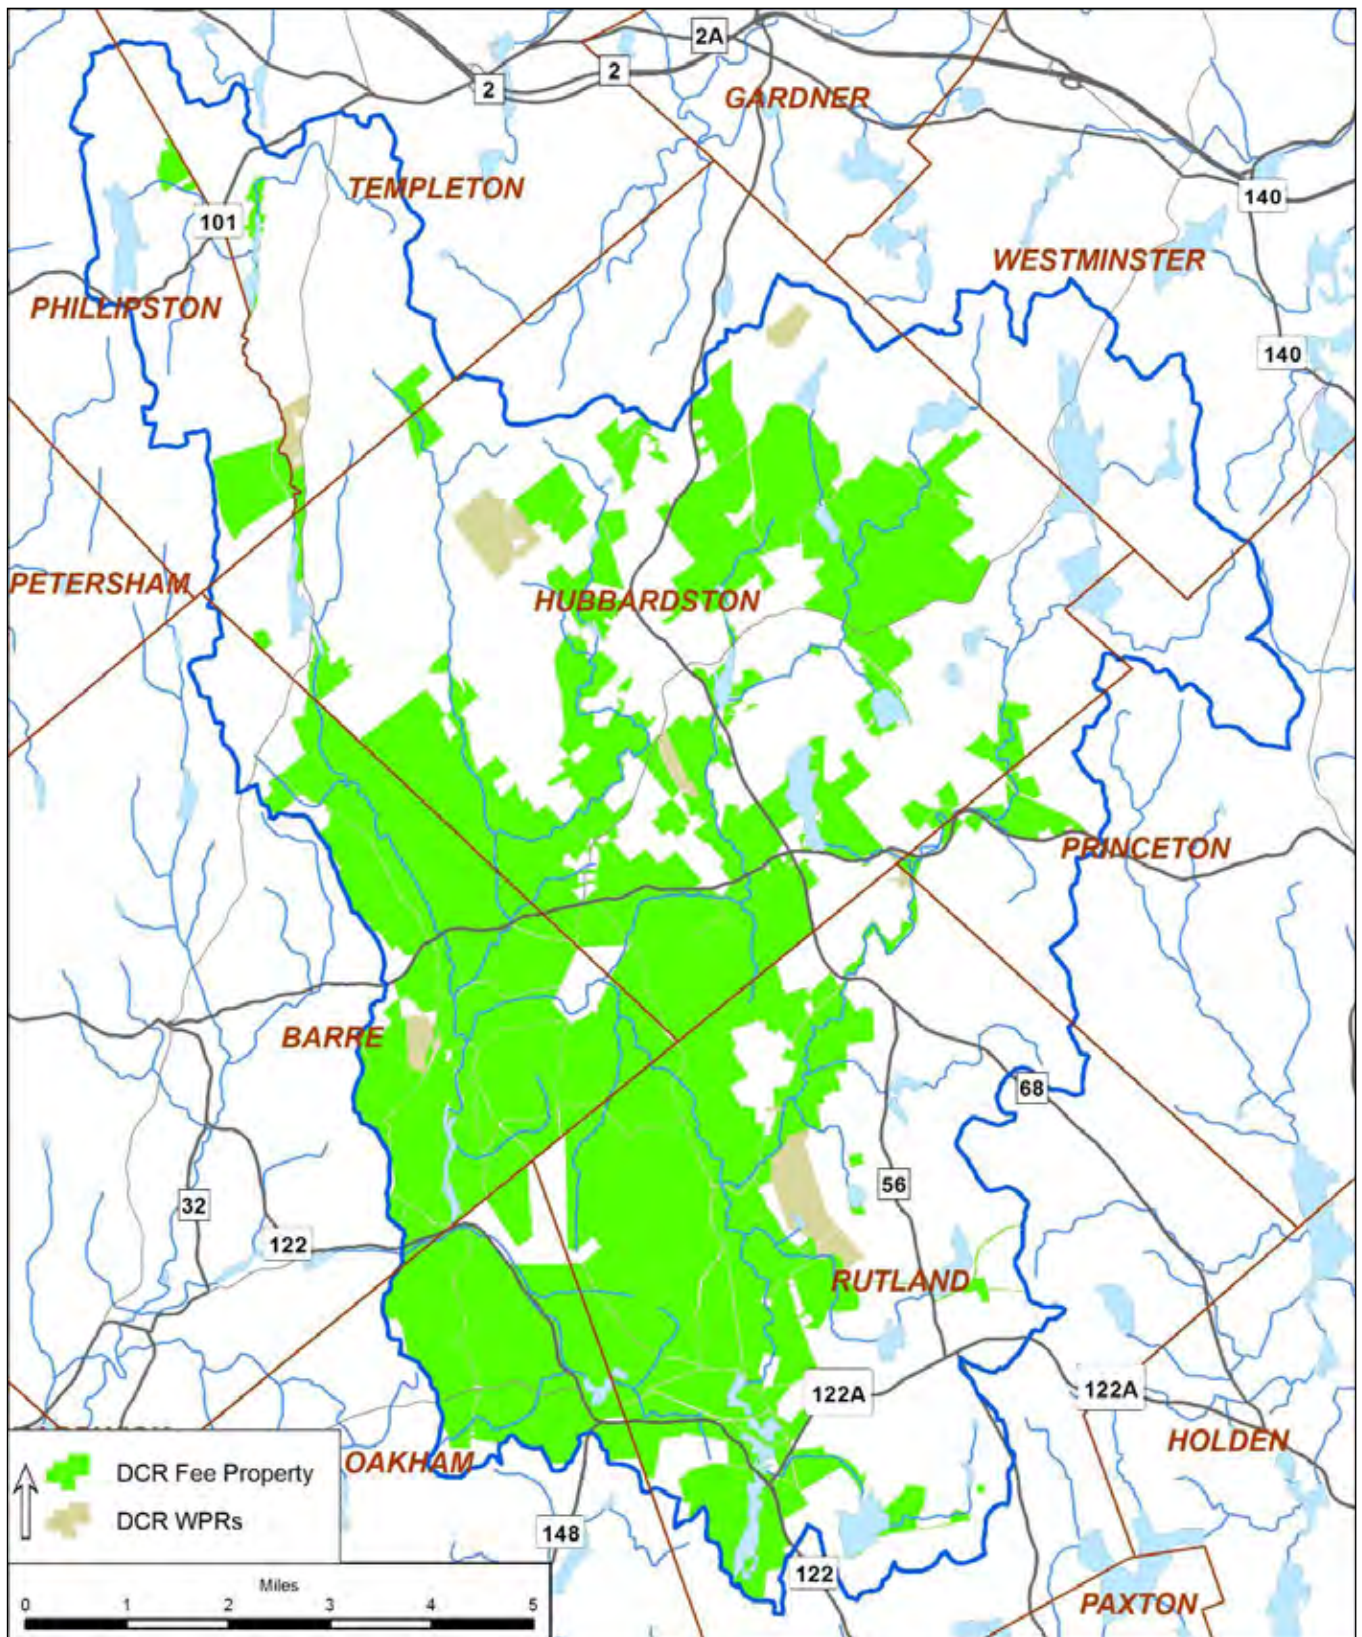 2A
2
2
GARDNER
TEMPLETON
140
101
WESTMINSTER
PHILLIPSTON
140
PETERSHAM
HUBBARDSTON
PRINCETON
BARRE
68
32
56
122
RUTLAND
122A
122A
HOLDEN
OAKHAM
DCR Fee Property
DCR WPRs
148
122
PAXTON
Miles
0 1 2 3 4 5